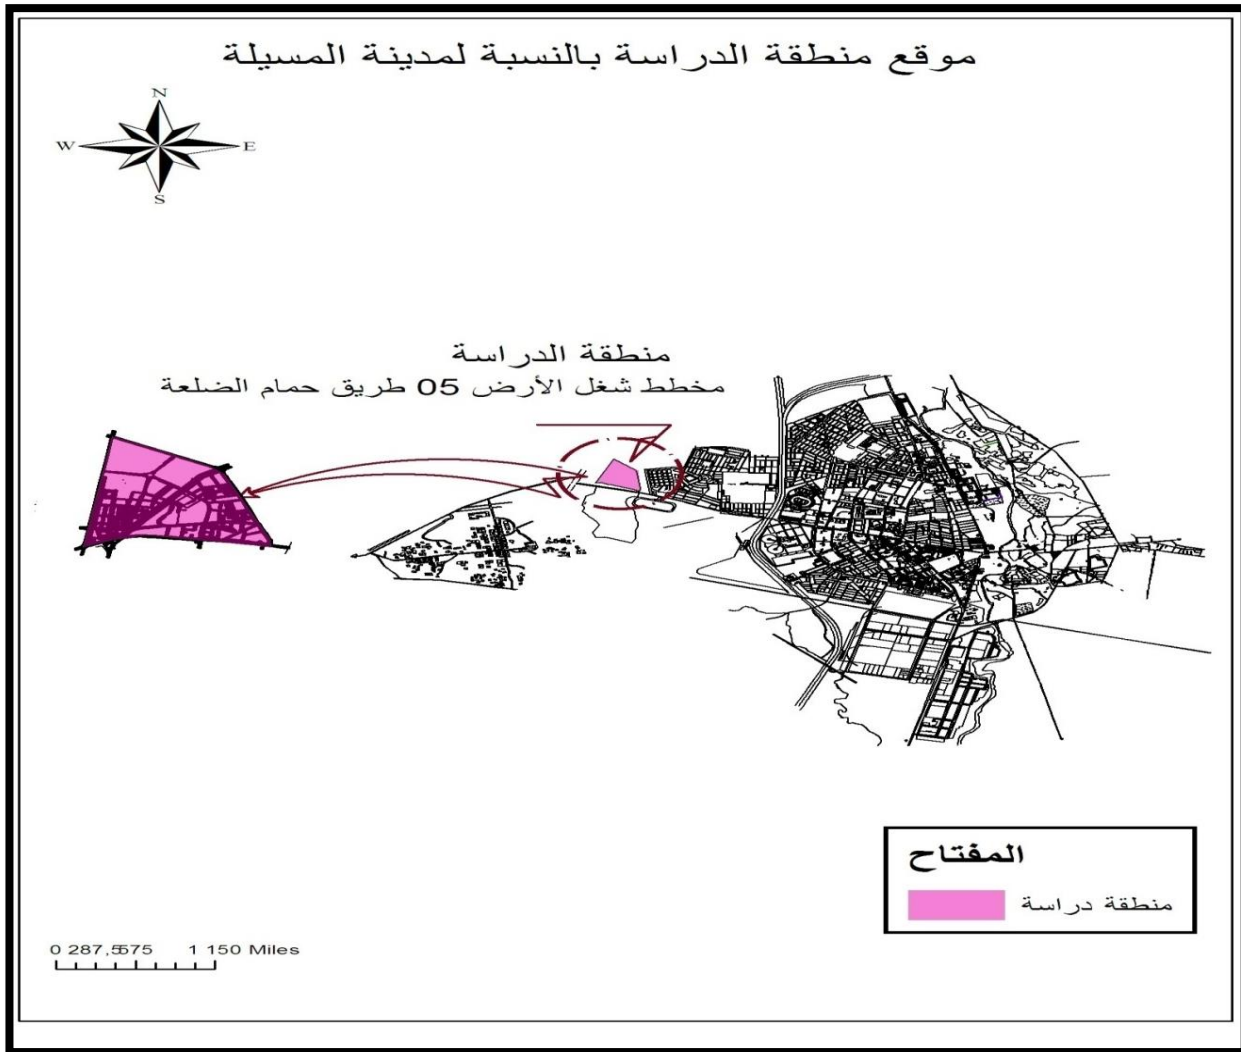 موقع منطقة الدراسة بالنسبة لمدينة المسيلة
N
W E
S
منطقة الدراسة
مخطط شغل الأرض 05 طريق حمام الضلعة
المفتاح
منطقة دراسة
0 287,5575 1 150 Miles